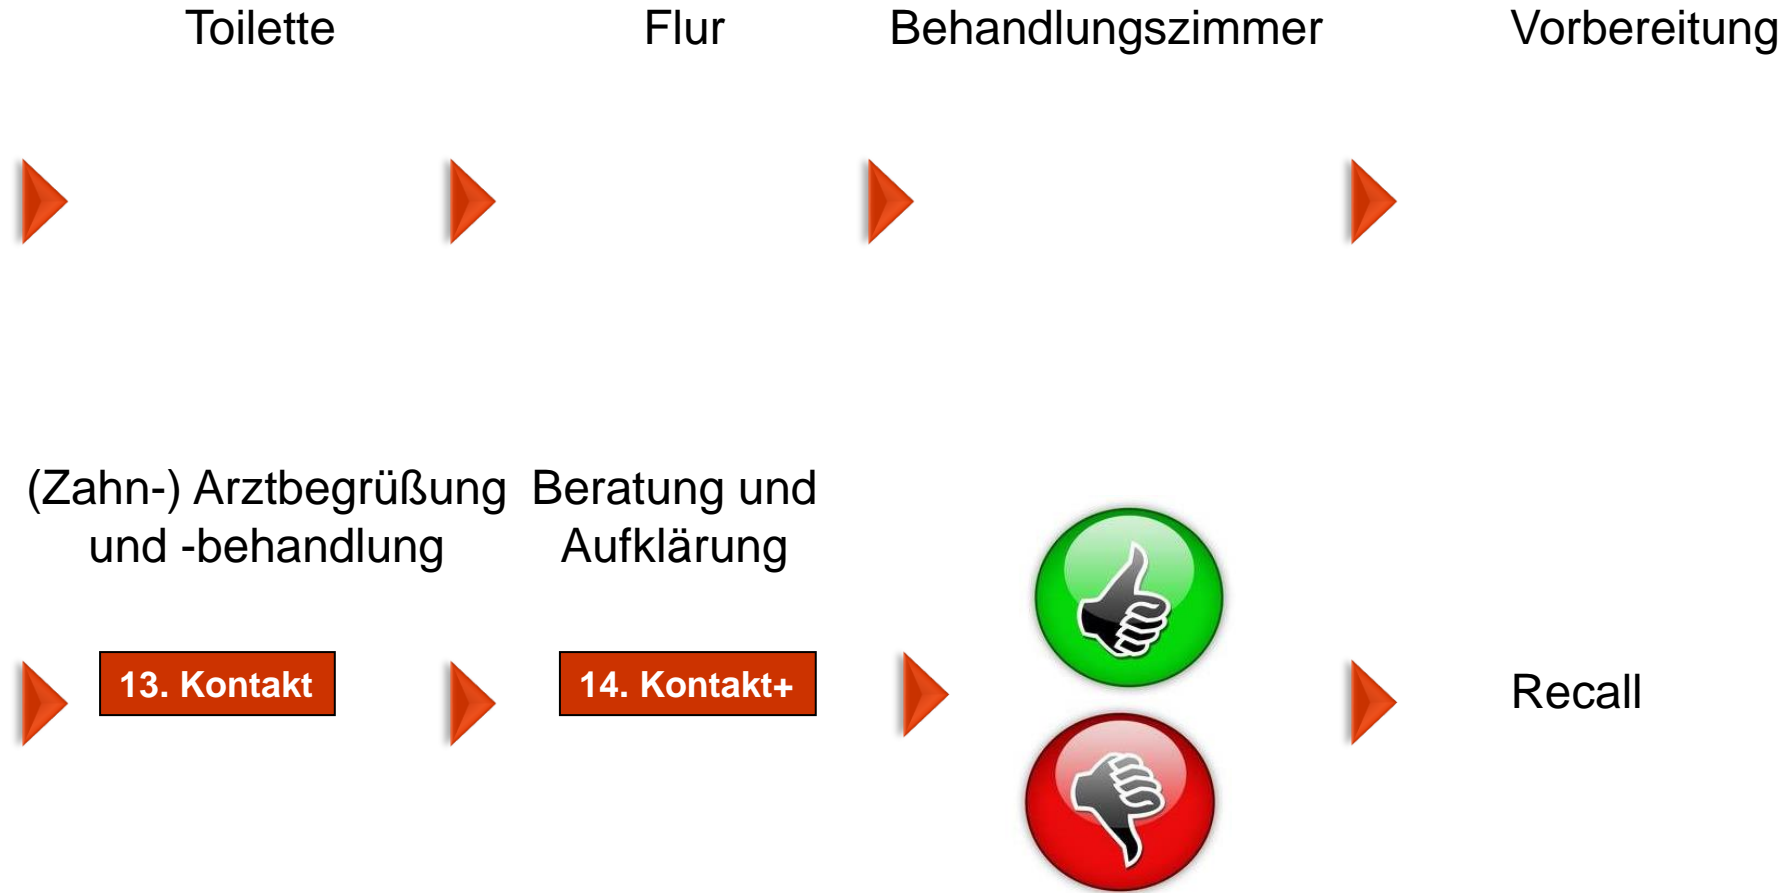 Toilette
Flur
Behandlungszimmer
Vorbereitung
(Zahn-) Arztbegrüßung
und -behandlung
Beratung und
Aufklärung
13. Kontakt
14. Kontakt+
Recall